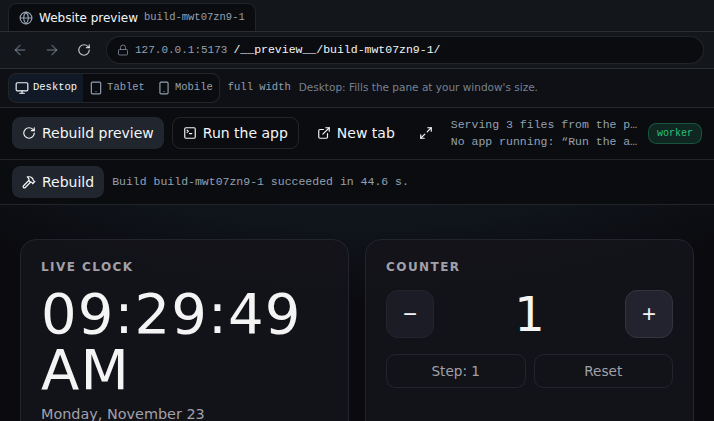 Website preview build-mwt07zn9-1
127.0.0.1:5173 /__preview__/build-mwt07zn9-1/
Desktop Tablet Mobile full width Desktop: Fills the pane at your window's size.
Rebuild preview Run the app New tab Serving 3 files from the p… worker
No app running: “Run the a…
Rebuild Build build-mwt07zn9-1 succeeded in 44.6 s.
LIVE CLOCK
09:29:49
AM
Monday, November 23
COUNTER
− 1 +
Step: 1 Reset